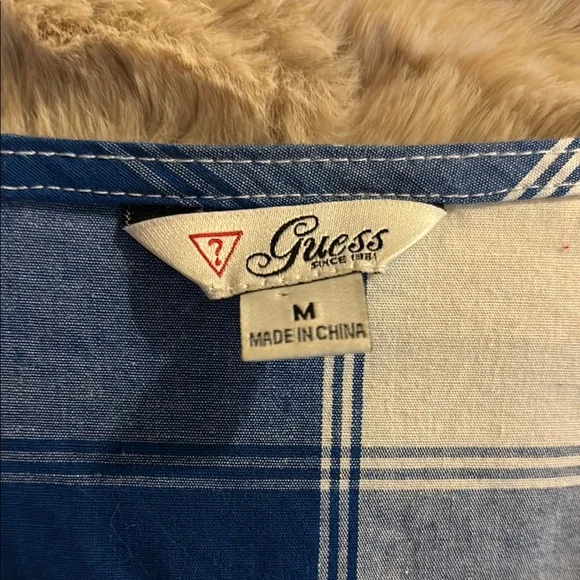 ?
Guess
SINCE 1981
M
MADE IN CHINA